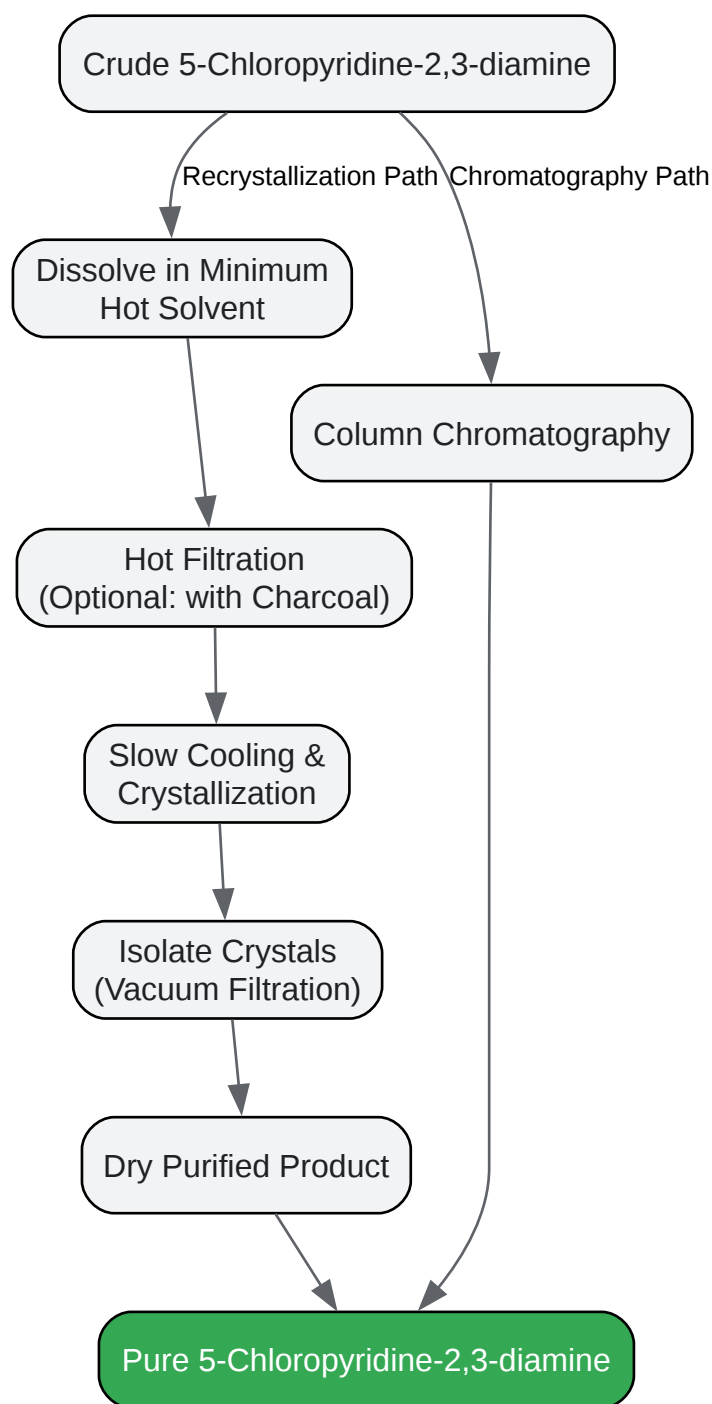 Crude 5-Chloropyridine-2,3-diamine
Recrystallization Path
Chromatography Path
Dissolve in Minimum
Hot Solvent
Column Chromatography
Hot Filtration
(Optional: with Charcoal)
Slow Cooling &
Crystallization
Isolate Crystals
(Vacuum Filtration)
Dry Purified Product
Pure 5-Chloropyridine-2,3-diamine